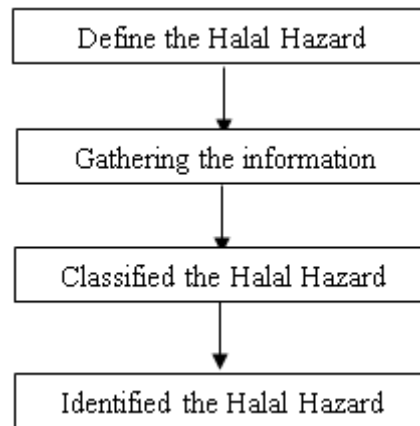 Define the Halal Hazard
Gathering the information
Classified the Halal Hazard
Identified the Halal Hazard